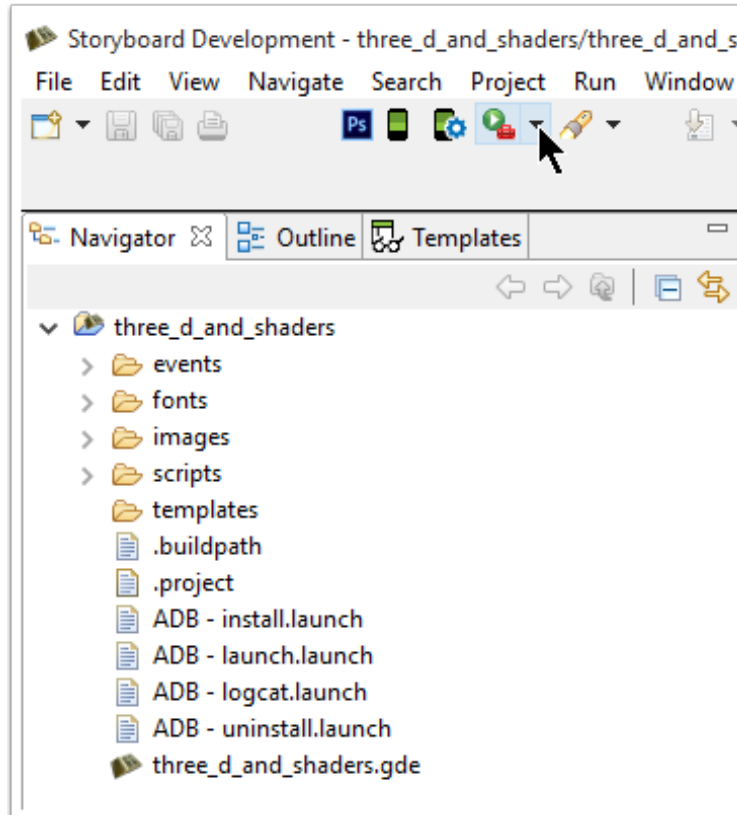 Storyboard Development - three_d_and_shaders/three_d_and_s
File Edit View Navigate Search Project Run Window
Ps
Navigator Outline Templates
three_d_and_shaders
events
fonts
images
scripts
templates
.buildpath
.project
ADB - install.launch
ADB - launch.launch
ADB - logcat.launch
ADB - uninstall.launch
three_d_and_shaders.gde